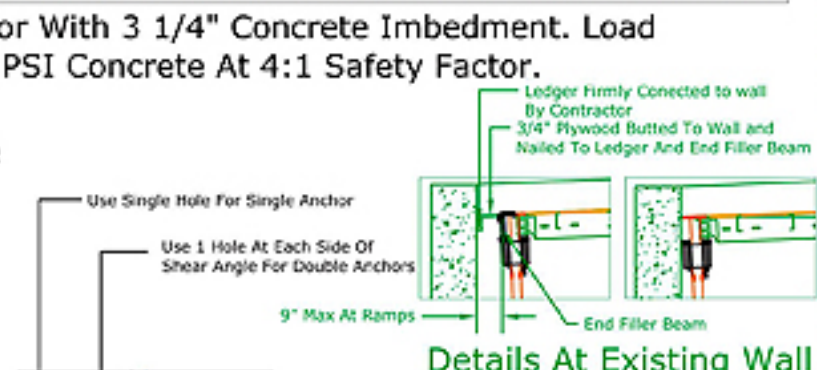 or With 3 1/4" Concrete Imbedment. Load
PSI Concrete At 4:1 Safety Factor.
Ledger Firmly Conected to wall
By Contractor
3/4" Plywood Butted To Wall and
Nailed To Ledger And End Filler Beam
Use Single Hole For Single Anchor
Use 1 Hole At Each Side Of
Shear Angle For Double Anchors
9" Max At Ramps
End Filler Beam
Details At Existing Wall